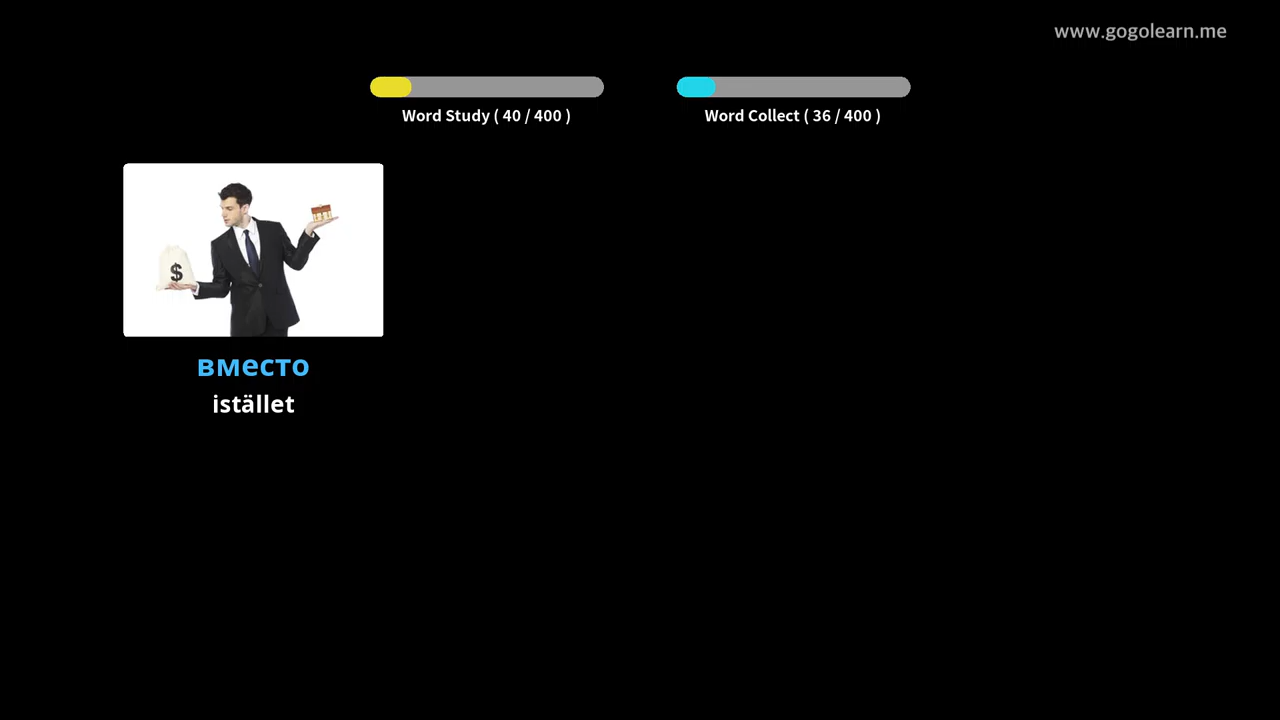 www.gogolearn.me
Word Study ( 40 / 400 )
Word Collect ( 36 / 400 )
$
вместо
istället